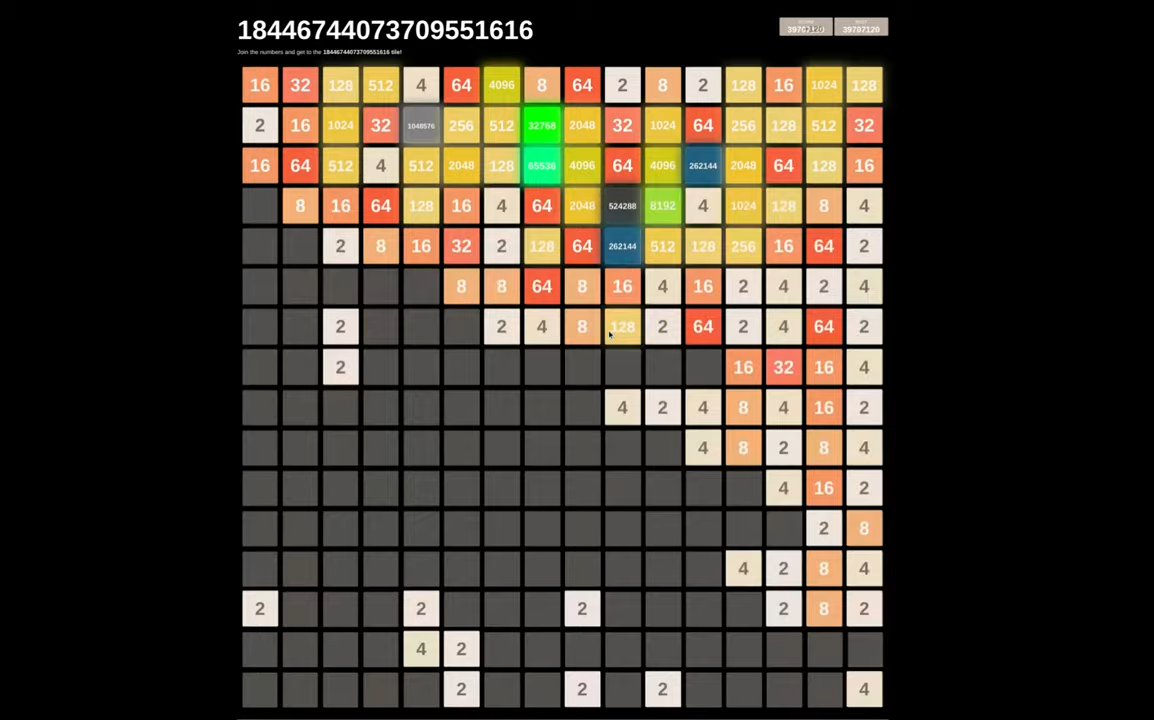 18446744073709551616
SCORE BEST
39707120 39707120
Join the numbers and get to the 18446744073709551616 tile!
16 32 128 512 4 64 4096 8 64 2 8 2 128 16 1024 128
2 16 1024 32 1048576 256 512 32768 2048 32 1024 64 256 128 512 32
16 64 512 4 512 2048 128 65536 4096 64 4096 262144 2048 64 128 16
8 16 64 128 16 4 64 2048 524288 8192 4 1024 128 8 4
2 8 16 32 2 128 64 262144 512 128 256 16 64 2
8 8 64 8 16 4 16 2 4 2 4
2 2 4 8 128 2 64 2 4 64 2
2 16 32 16 4
4 2 4 8 4 16 2
4 8 2 8 4
4 16 2
2 8
4 2 8 4
2 2 2 2 8 2
4 2
2 2 2 4